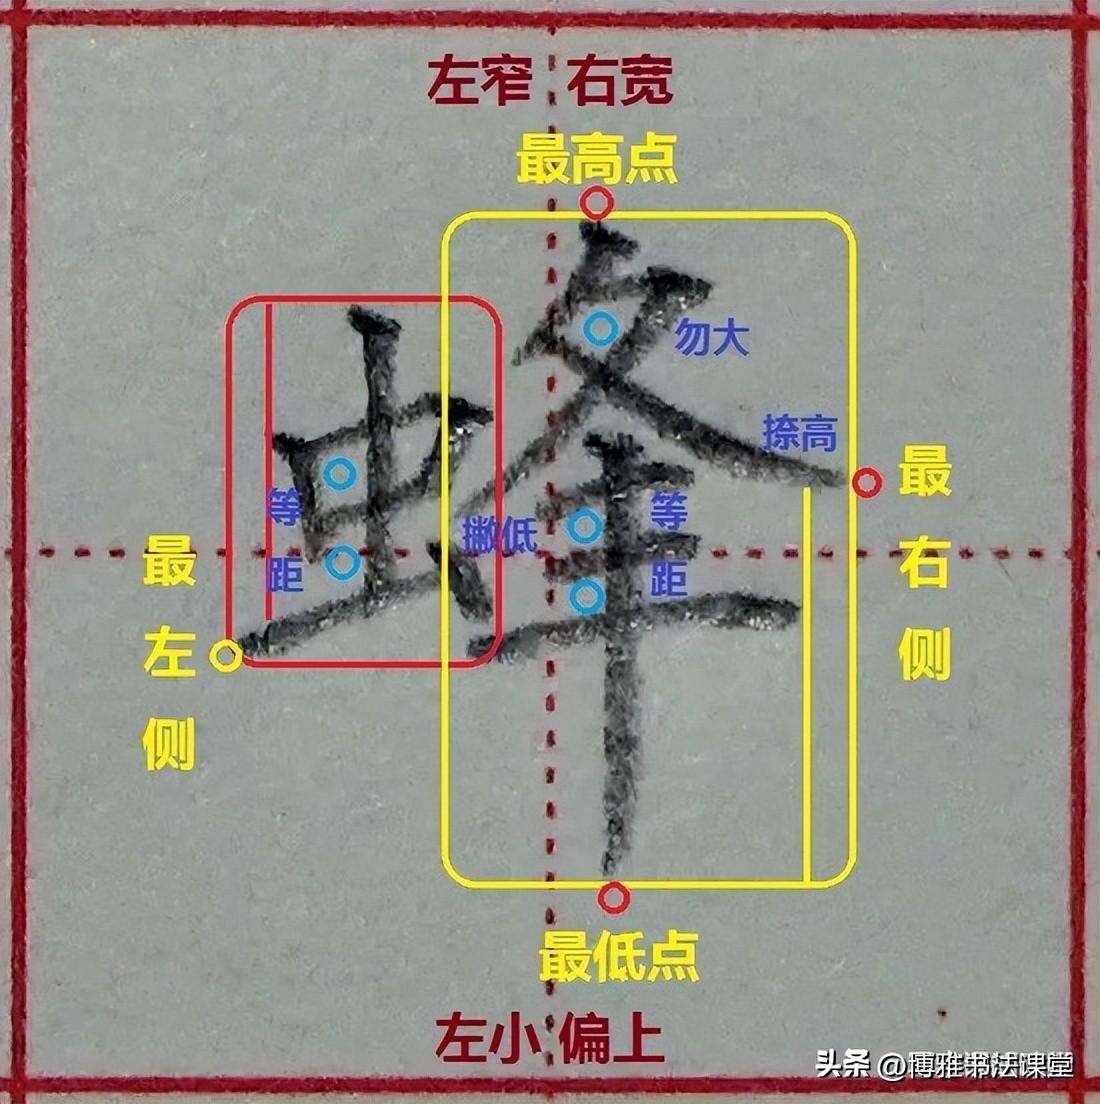 左窄 右宽
最高点
蜂
勿大
捺高
最右侧
等距
撇低
等距
最左侧
最低点
左小 偏上
头条 @博雅书法课堂